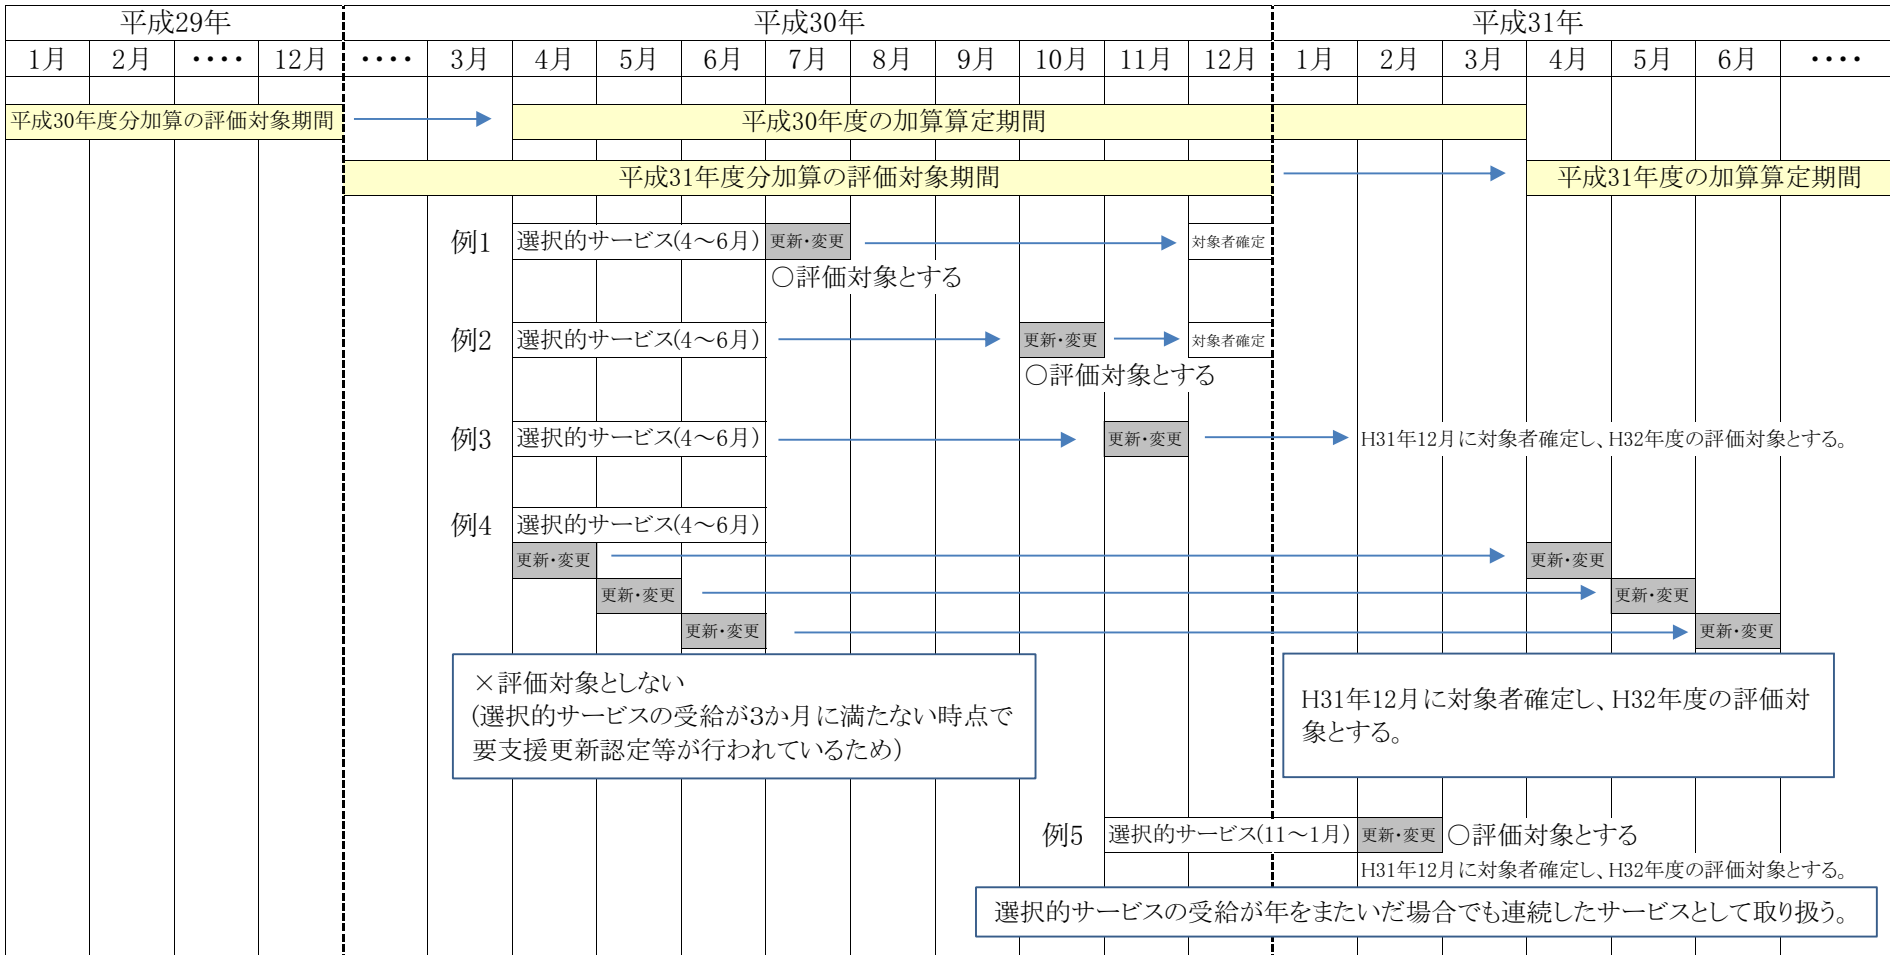 平成29年 平成30年 平成31年
1月 2月 ・・・・ 12月 ・・・・ 3月 4月 5月 6月 7月 8月 9月 10月 11月 12月 1月 2月 3月 4月 5月 6月 ・・・・
平成30年度分加算の評価対象期間 平成30年度の加算算定期間
平成31年度分加算の評価対象期間 平成31年度の加算算定期間
例1 選択的サービス(4～6月) 更新・変更 対象者確定
○評価対象とする
例2 選択的サービス(4～6月) 更新・変更 対象者確定
○評価対象とする
例3 選択的サービス(4～6月) 更新・変更 H31年12月に対象者確定し、H32年度の評価対象とする。
例4 選択的サービス(4～6月)
更新・変更 更新・変更
更新・変更 更新・変更
更新・変更 更新・変更
×評価対象としない
(選択的サービスの受給が3か月に満たない時点で
要支援更新認定等が行われているため)
H31年12月に対象者確定し、H32年度の評価対
象とする。
例5 選択的サービス(11～1月) 更新・変更 ○評価対象とする
H31年12月に対象者確定し、H32年度の評価対象とする。
選択的サービスの受給が年をまたいだ場合でも連続したサービスとして取り扱う。